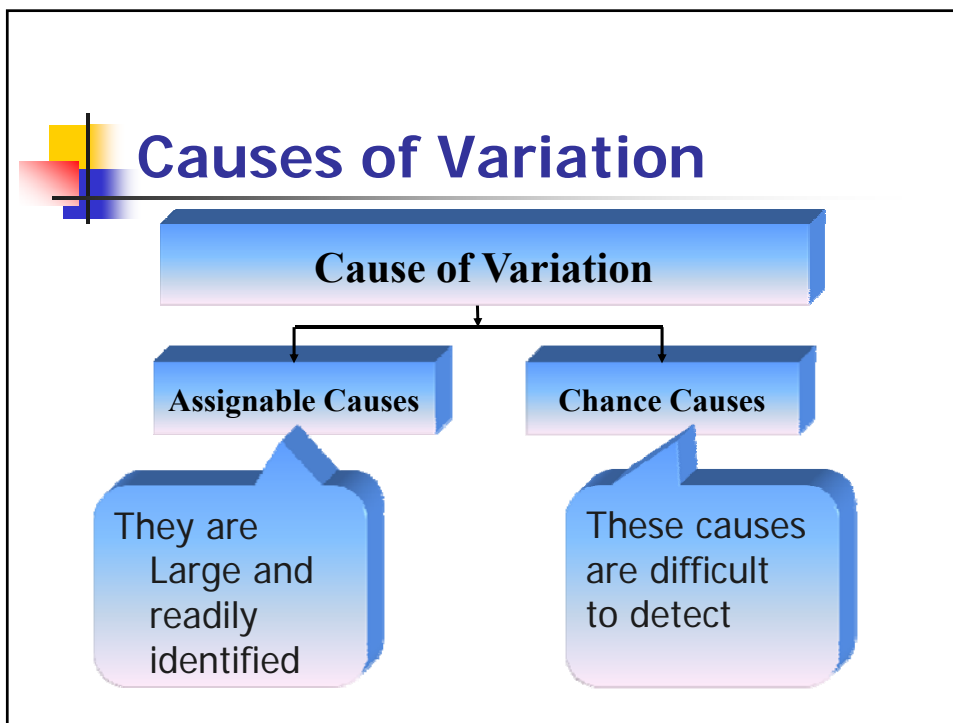 Causes of Variation
Cause of Variation
Assignable Causes
Chance Causes
They are
Large and
readily
identified
These causes
are difficult
to detect